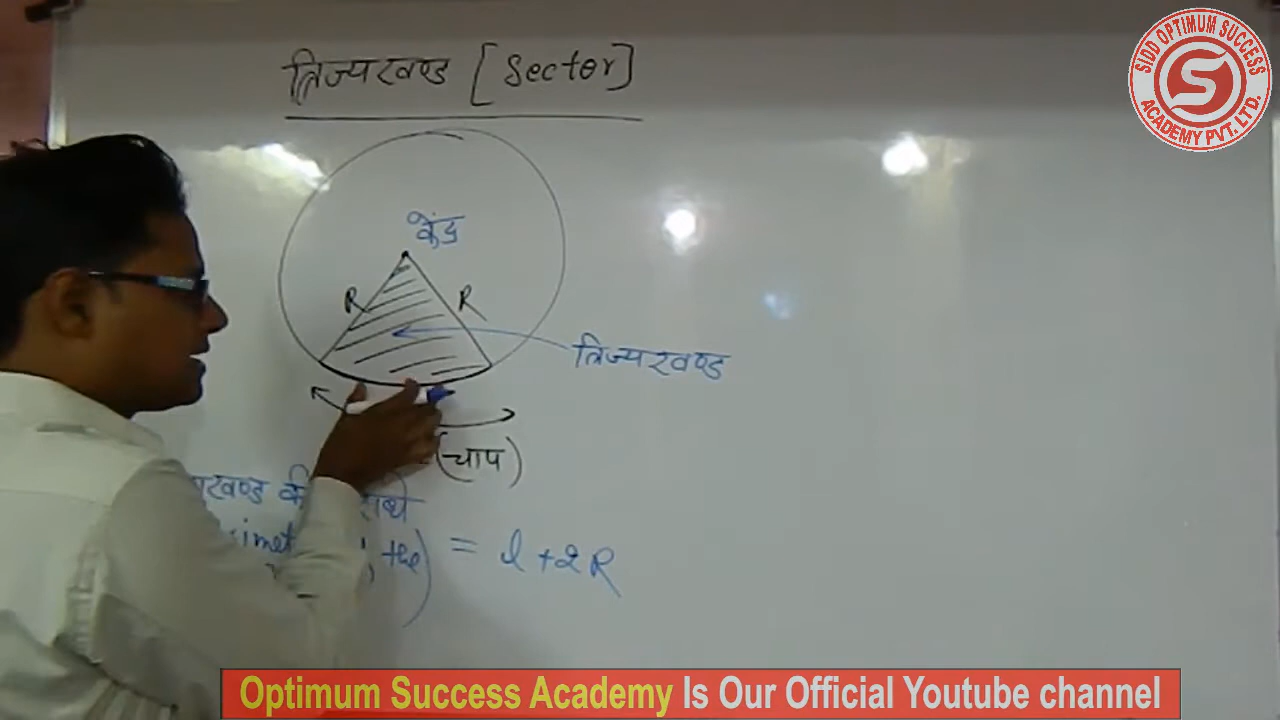 त्रिज्यखण्ड [Sector]
SIDD OPTIMUM SUCCESS
S
ACADEMY PVT. LTD.
केंद्र
R R
त्रिज्यखण्ड
(चाप)
= l + 2R
Optimum Success Academy Is Our Official Youtube channel